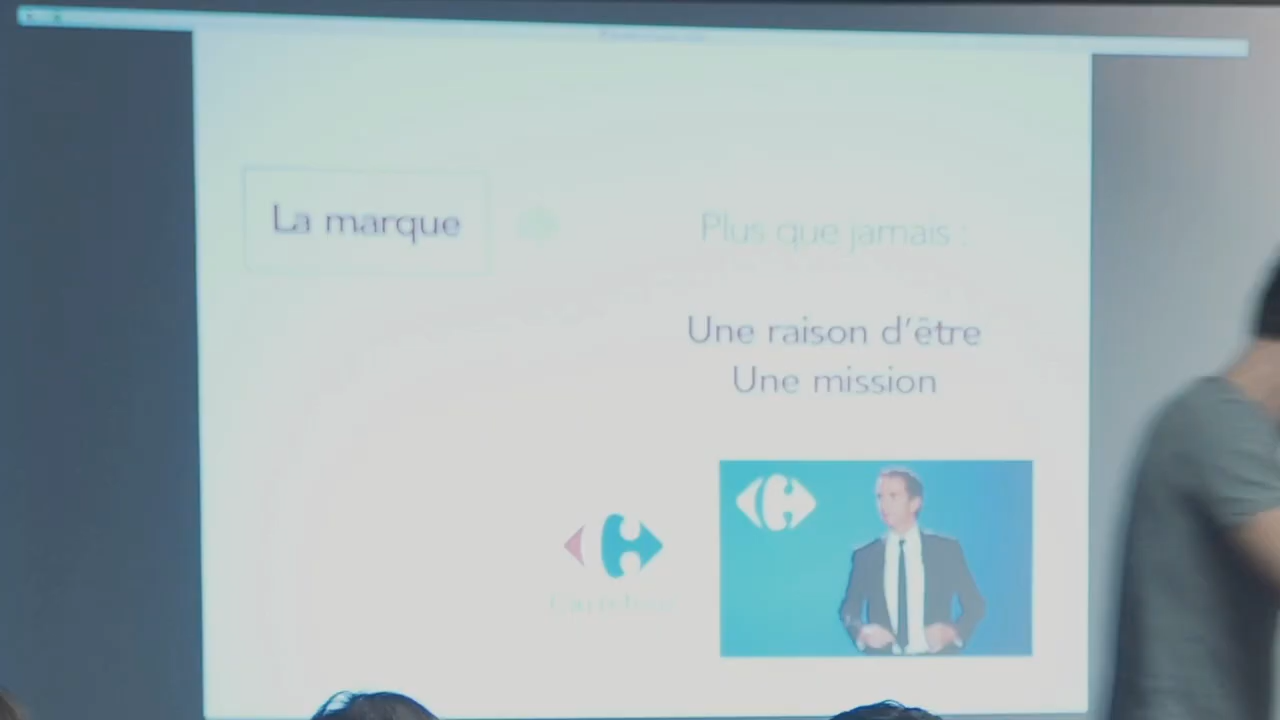 La marque
Plus que jamais :
Une raison d'être
Une mission